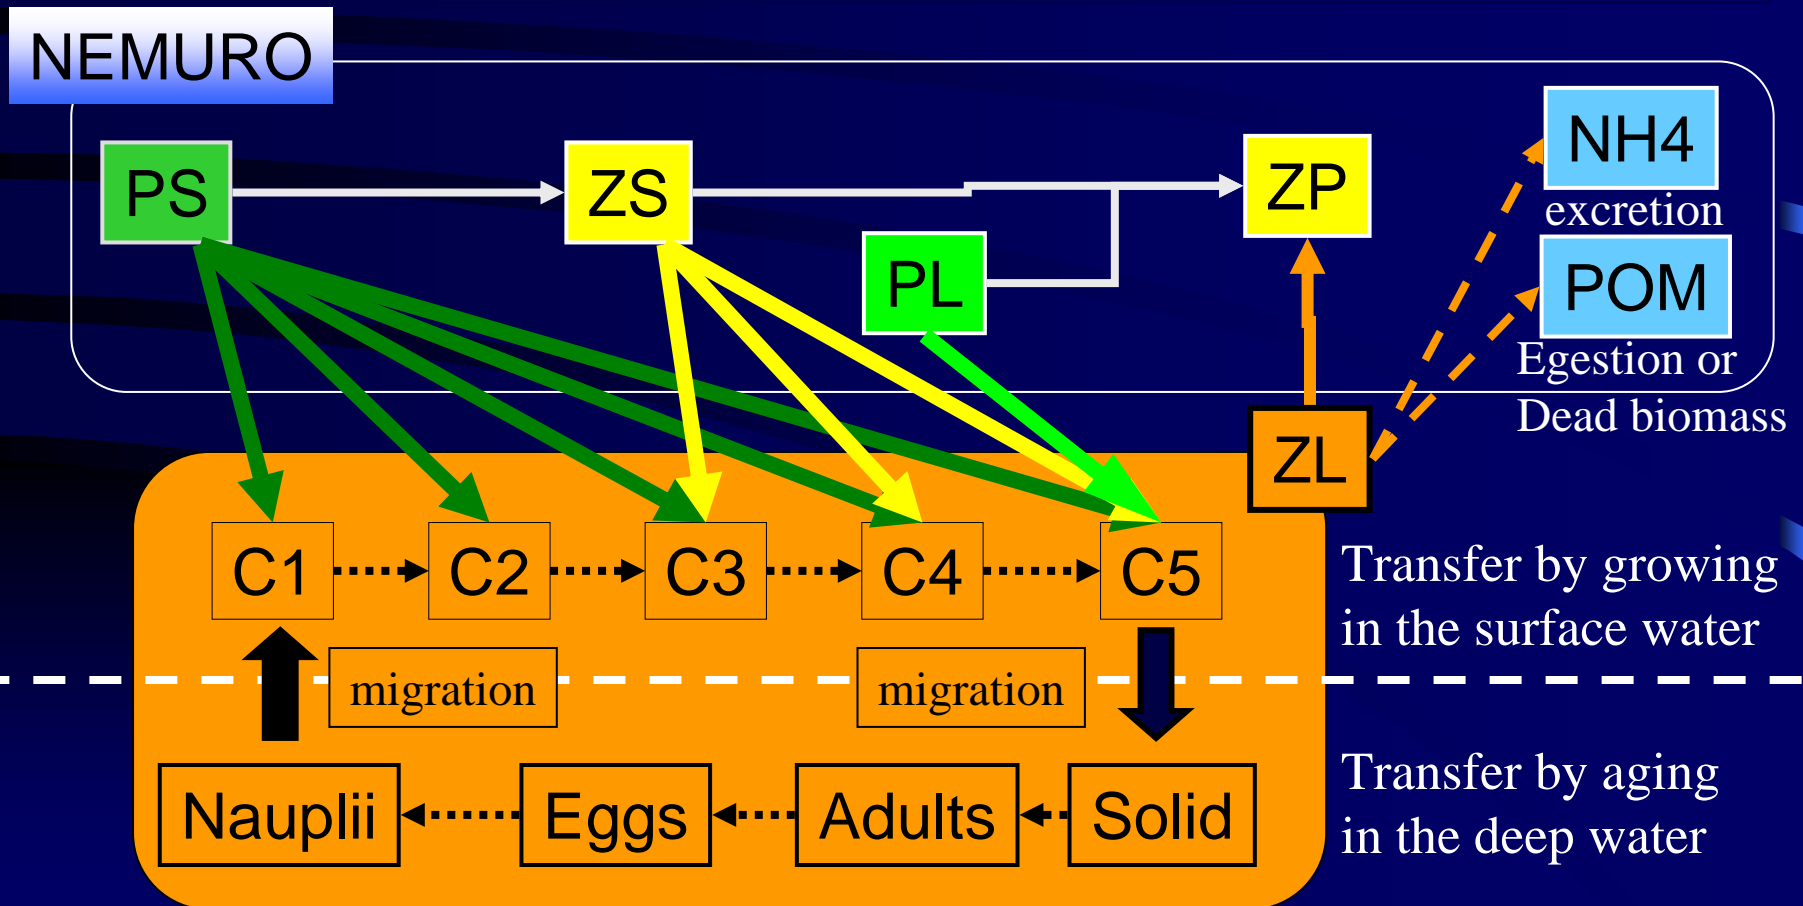 NEMURO
PS
ZS
PL
ZP
NH4
excretion
POM
Egestion or
Dead biomass
ZL
C1
C2
C3
C4
C5
Transfer by growing
in the surface water
migration
migration
Nauplii
Eggs
Adults
Solid
Transfer by aging
in the deep water